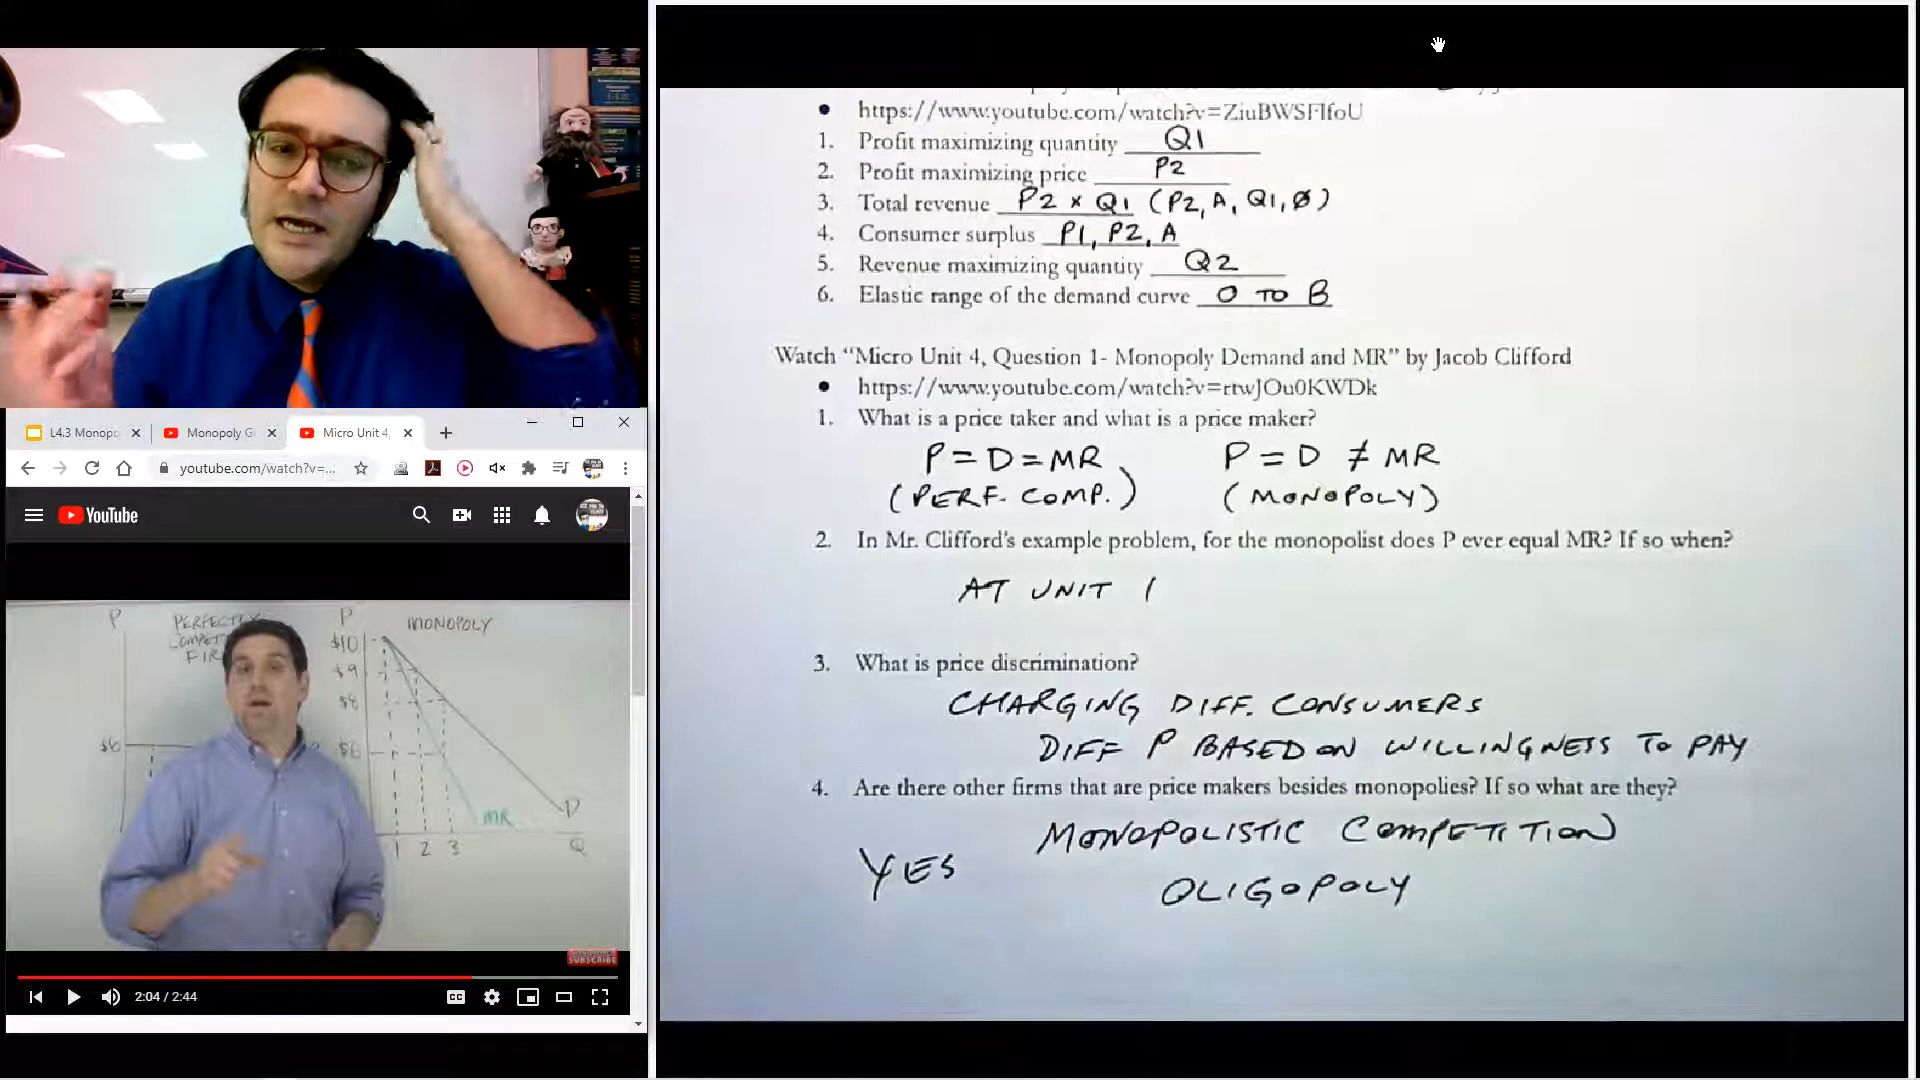 https://www.youtube.com/watch?v=ZiuBWSFlfoU
1. Profit maximizing quantity Q1
2. Profit maximizing price P2
3. Total revenue P2 x Q1 (P2, A, Q1, Ø)
4. Consumer surplus P1, P2, A
5. Revenue maximizing quantity Q2
6. Elastic range of the demand curve O TO B
Watch “Micro Unit 4, Question 1- Monopoly Demand and MR” by Jacob Clifford
https://www.youtube.com/watch?v=rtwJOu0KWDk
1. What is a price taker and what is a price maker?
P = D = MR P = D ≠ MR
(PERF. COMP.) (MONOPOLY)
2. In Mr. Clifford's example problem, for the monopolist does P ever equal MR? If so when?
AT UNIT 1
3. What is price discrimination?
CHARGING DIFF. CONSUMERS
DIFF P BASED ON WILLINGNESS TO PAY
4. Are there other firms that are price makers besides monopolies? If so what are they?
MONOPOLISTIC COMPETITION
YES
OLIGOPOLY
L4.3 Monop Monopoly G Micro Unit 4
youtube.com/watch?v=...
YouTube
P P MONOPOLY
$10
$9
$8
$6 $6
MR D
1 2 3 Q
SUBSCRIBE
2:04 / 2:44
CC